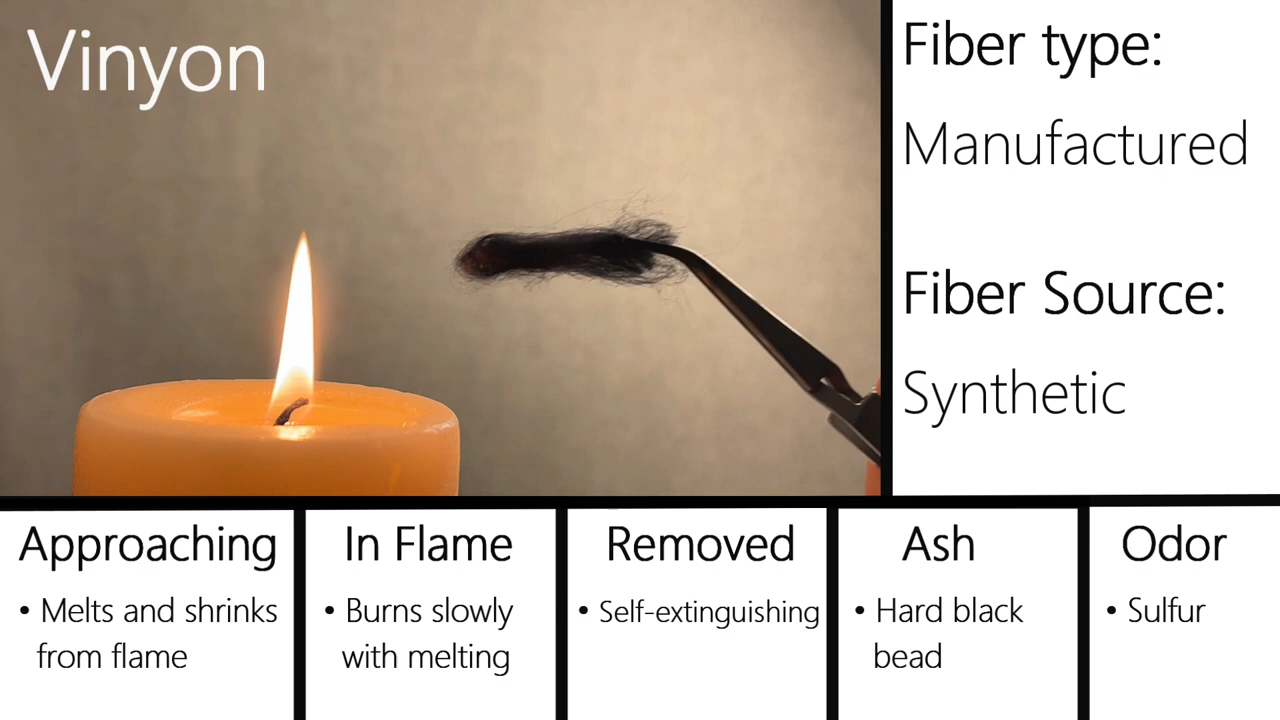 Vinyon
Fiber type:
Manufactured
Fiber Source:
Synthetic
Approaching
• Melts and shrinks
from flame
In Flame
• Burns slowly
with melting
Removed
• Self-extinguishing
Ash
• Hard black
bead
Odor
• Sulfur